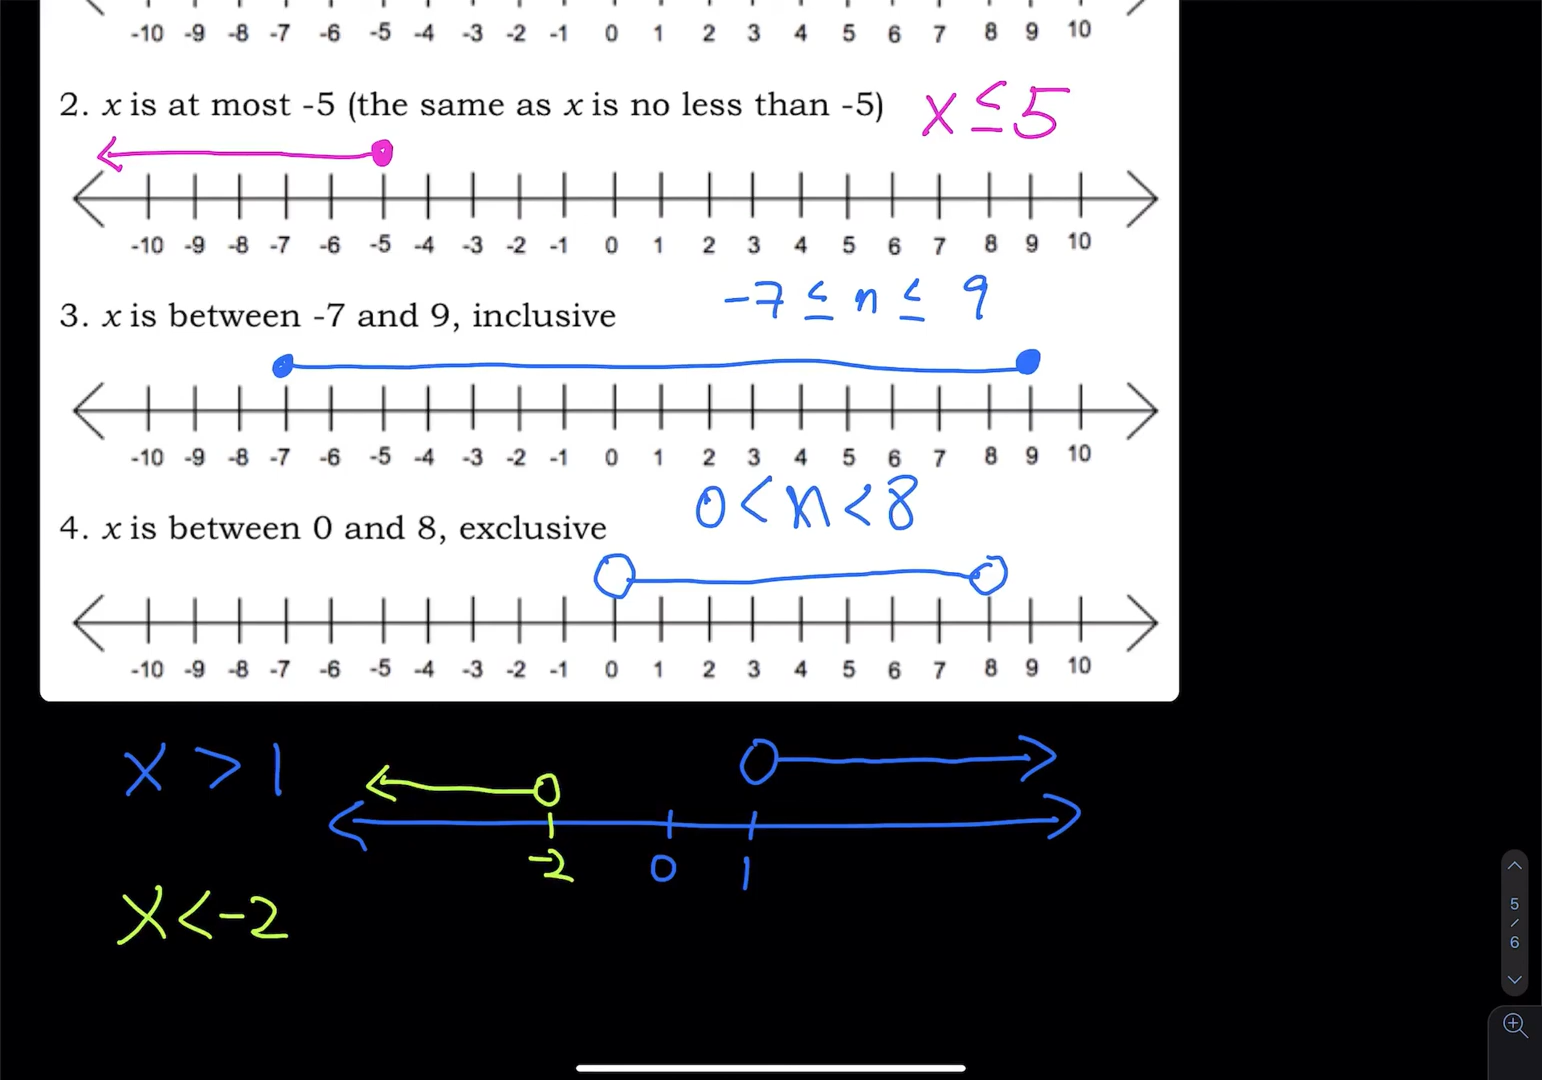 -10 -9 -8 -7 -6 -5 -4 -3 -2 -1 0 1 2 3 4 5 6 7 8 9 10
2. x is at most -5 (the same as x is no less than -5) x ≤ 5
-10 -9 -8 -7 -6 -5 -4 -3 -2 -1 0 1 2 3 4 5 6 7 8 9 10
-7 ≤ n ≤ 9
3. x is between -7 and 9, inclusive
-10 -9 -8 -7 -6 -5 -4 -3 -2 -1 0 1 2 3 4 5 6 7 8 9 10
0 < n < 8
4. x is between 0 and 8, exclusive
-10 -9 -8 -7 -6 -5 -4 -3 -2 -1 0 1 2 3 4 5 6 7 8 9 10
x > 1
-2 0 1
x < -2
5
/
6